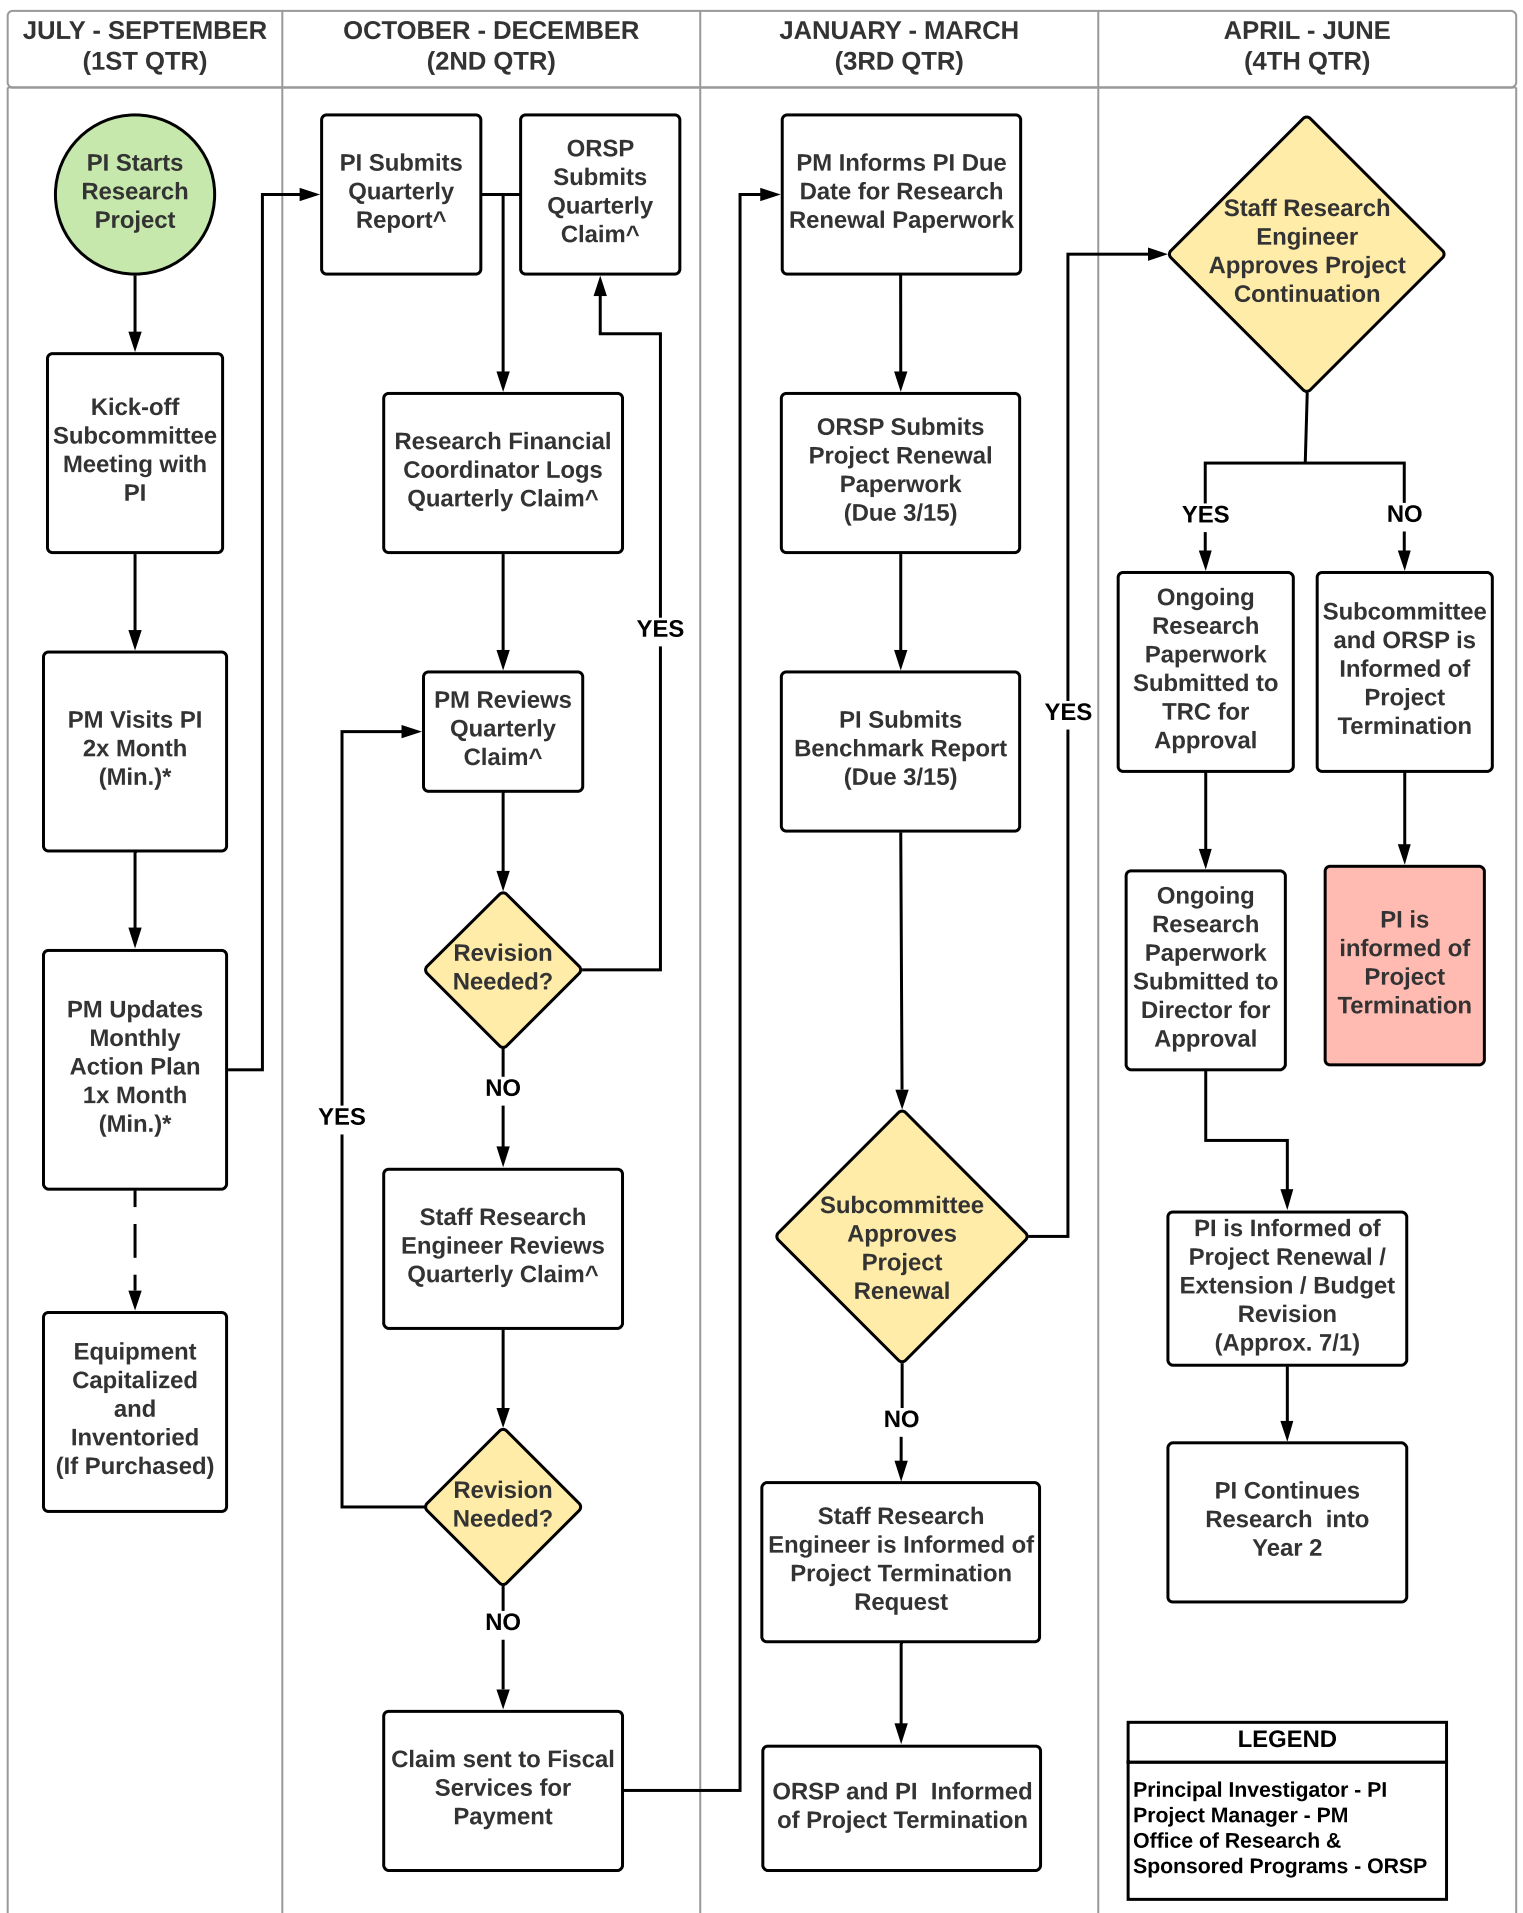 JULY - SEPTEMBER
(1ST QTR)
OCTOBER - DECEMBER
(2ND QTR)
JANUARY - MARCH
(3RD QTR)
APRIL - JUNE
(4TH QTR)
PI Starts
Research
Project
Kick-off
Subcommittee
Meeting with
PI
PM Visits PI
2x Month
(Min.)*
PM Updates
Monthly
Action Plan
1x Month
(Min.)*
Equipment
Capitalized
and
Inventoried
(If Purchased)
PI Submits
Quarterly
Report^
ORSP
Submits
Quarterly
Claim^
Research Financial
Coordinator Logs
Quarterly Claim^
YES
PM Reviews
Quarterly
Claim^
Revision
Needed?
NO
YES
Staff Research
Engineer Reviews
Quarterly Claim^
Revision
Needed?
NO
Claim sent to Fiscal
Services for
Payment
PM Informs PI Due
Date for Research
Renewal Paperwork
ORSP Submits
Project Renewal
Paperwork
(Due 3/15)
PI Submits
Benchmark Report
(Due 3/15)
YES
Subcommittee
Approves
Project
Renewal
NO
Staff Research
Engineer is Informed of
Project Termination
Request
ORSP and PI  Informed
of Project Termination
Staff Research
Engineer
Approves Project
Continuation
YES
NO
Ongoing
Research
Paperwork
Submitted to
TRC for
Approval
Subcommittee
and ORSP is
Informed of
Project
Termination
Ongoing
Research
Paperwork
Submitted to
Director for
Approval
PI is
informed of
Project
Termination
PI is Informed of
Project Renewal /
Extension / Budget
Revision
(Approx. 7/1)
PI Continues
Research  into
Year 2
LEGEND
Principal Investigator - PI
Project Manager - PM
Office of Research &
Sponsored Programs - ORSP